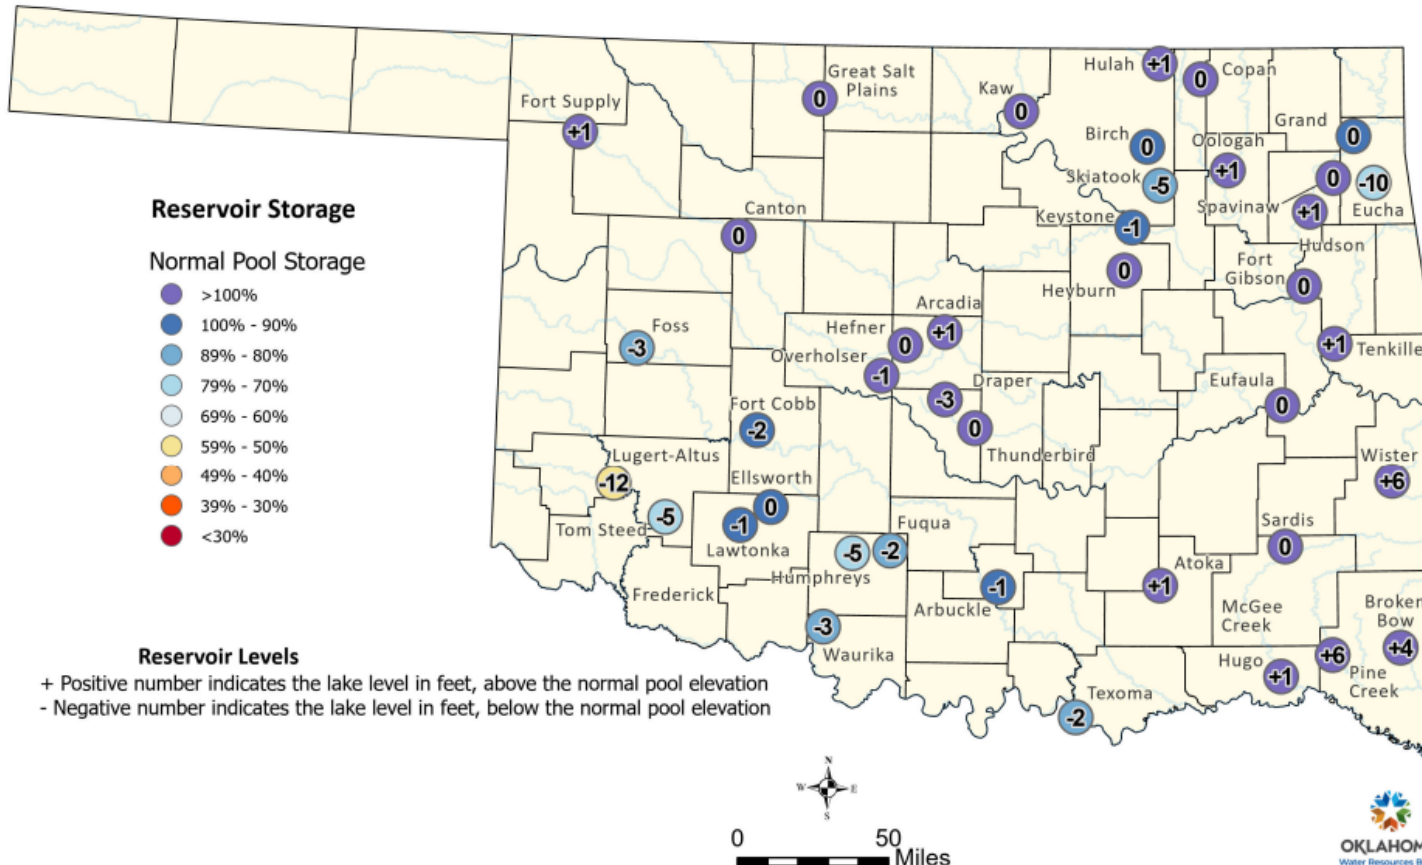 Great Salt
Plains
0
Hulah +1
0 Copan
Kaw
0
Fort Supply
+1
Grand
0
Birch
0
Oologah
+1
Skiatook
-5
0
-10
Spavinaw
Eucha
+1
Hudson
Keystone
-1
Canton
0
Fort
Gibson
0
Heyburn
0
Reservoir Storage
Normal Pool Storage
>100%
100% - 90%
89% - 80%
79% - 70%
69% - 60%
59% - 50%
49% - 40%
39% - 30%
<30%
Foss
-3
Arcadia
+1
Hefner
0
Overholser
-1
Draper
-3
0
Thunderbird
+1 Tenkille
Eufaula
0
Fort Cobb
-2
Wister
+6
Lugert-Altus
-12
Ellsworth
0
Tom Steed
-5
-1
Lawtonka
Fuqua
-5
-2
Humphreys
Sardis
0
Atoka
+1
Frederick
Arbuckle
-1
McGee
Creek
Broken
Bow
+4
-3
Waurika
Hugo
+1
+6
Pine
Creek
Texoma
-2
Reservoir Levels
+ Positive number indicates the lake level in feet, above the normal pool elevation
- Negative number indicates the lake level in feet, below the normal pool elevation
N
W E
S
0 50
Miles
OKLAHOM
Water Resources B